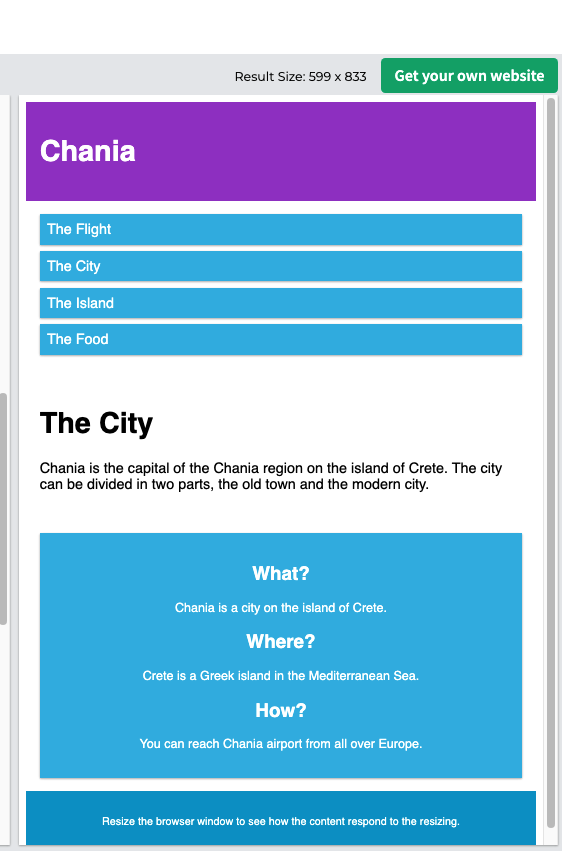 Result Size: 599 x 833
Get your own website
Chania
The Flight
The City
The Island
The Food
The City
Chania is the capital of the Chania region on the island of Crete. The city
can be divided in two parts, the old town and the modern city.
What?
Chania is a city on the island of Crete.
Where?
Crete is a Greek island in the Mediterranean Sea.
How?
You can reach Chania airport from all over Europe.
Resize the browser window to see how the content respond to the resizing.